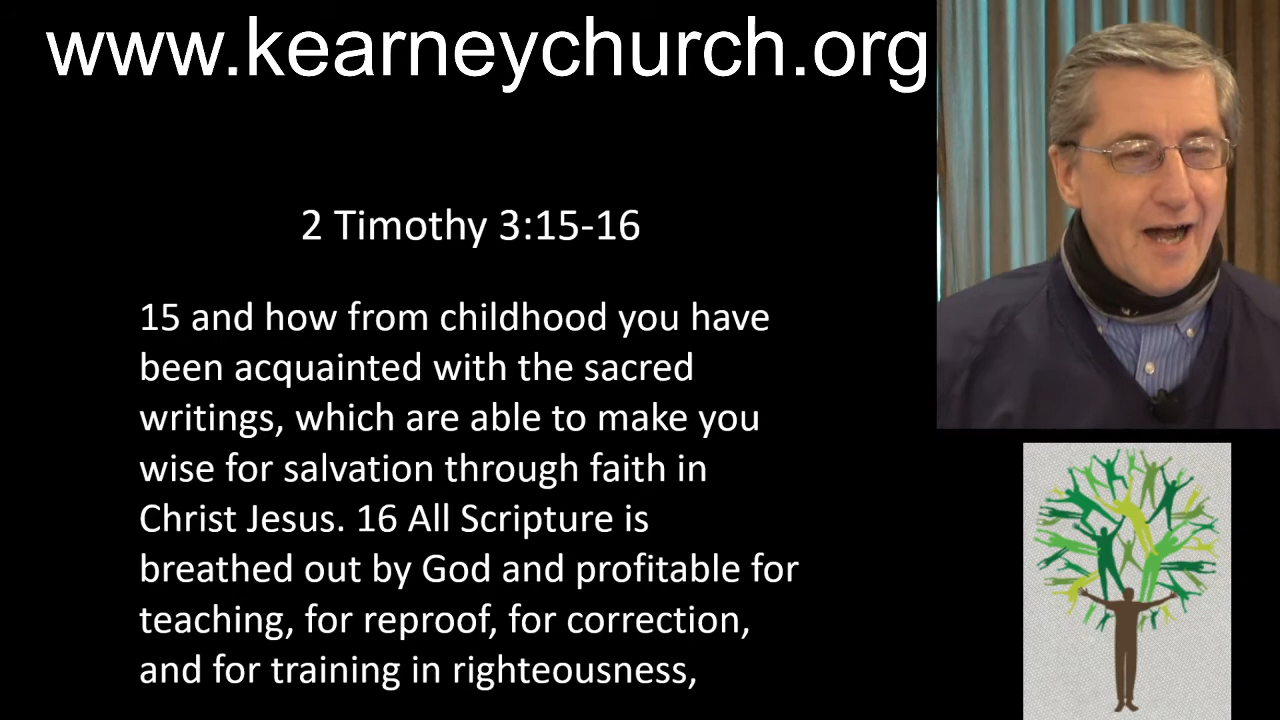 www.kearneychurch.org
2 Timothy 3:15-16
15 and how from childhood you have
been acquainted with the sacred
writings, which are able to make you
wise for salvation through faith in
Christ Jesus. 16 All Scripture is
breathed out by God and profitable for
teaching, for reproof, for correction,
and for training in righteousness,